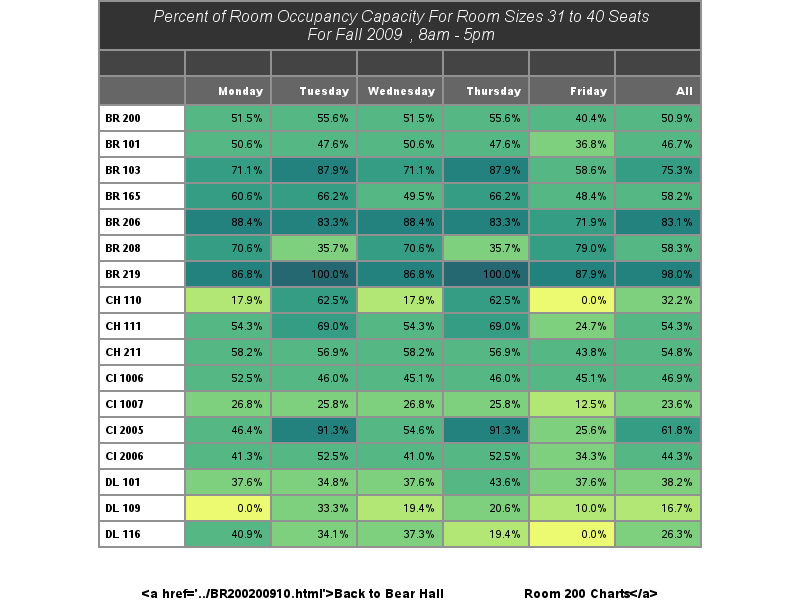 Percent of Room Occupancy Capacity For Room Sizes 31 to 40 Seats
For Fall 2009 , 8am - 5pm
Monday Tuesday Wednesday Thursday Friday All
BR 200 51.5% 55.6% 51.5% 55.6% 40.4% 50.9%
BR 101 50.6% 47.6% 50.6% 47.6% 36.8% 46.7%
BR 103 71.1% 87.9% 71.1% 87.9% 58.6% 75.3%
BR 165 60.6% 66.2% 49.5% 66.2% 48.4% 58.2%
BR 206 88.4% 83.3% 88.4% 83.3% 71.9% 83.1%
BR 208 70.6% 35.7% 70.6% 35.7% 79.0% 58.3%
BR 219 86.8% 100.0% 86.8% 100.0% 87.9% 98.0%
CH 110 17.9% 62.5% 17.9% 62.5% 0.0% 32.2%
CH 111 54.3% 69.0% 54.3% 69.0% 24.7% 54.3%
CH 211 58.2% 56.9% 58.2% 56.9% 43.8% 54.8%
CI 1006 52.5% 46.0% 45.1% 46.0% 45.1% 46.9%
CI 1007 26.8% 25.8% 26.8% 25.8% 12.5% 23.6%
CI 2005 46.4% 91.3% 54.6% 91.3% 25.6% 61.8%
CI 2006 41.3% 52.5% 41.0% 52.5% 34.3% 44.3%
DL 101 37.6% 34.8% 37.6% 43.6% 37.6% 38.2%
DL 109 0.0% 33.3% 19.4% 20.6% 10.0% 16.7%
DL 116 40.9% 34.1% 37.3% 19.4% 0.0% 26.3%
<a href='../BR200200910.html'>Back to Bear Hall Room 200 Charts</a>